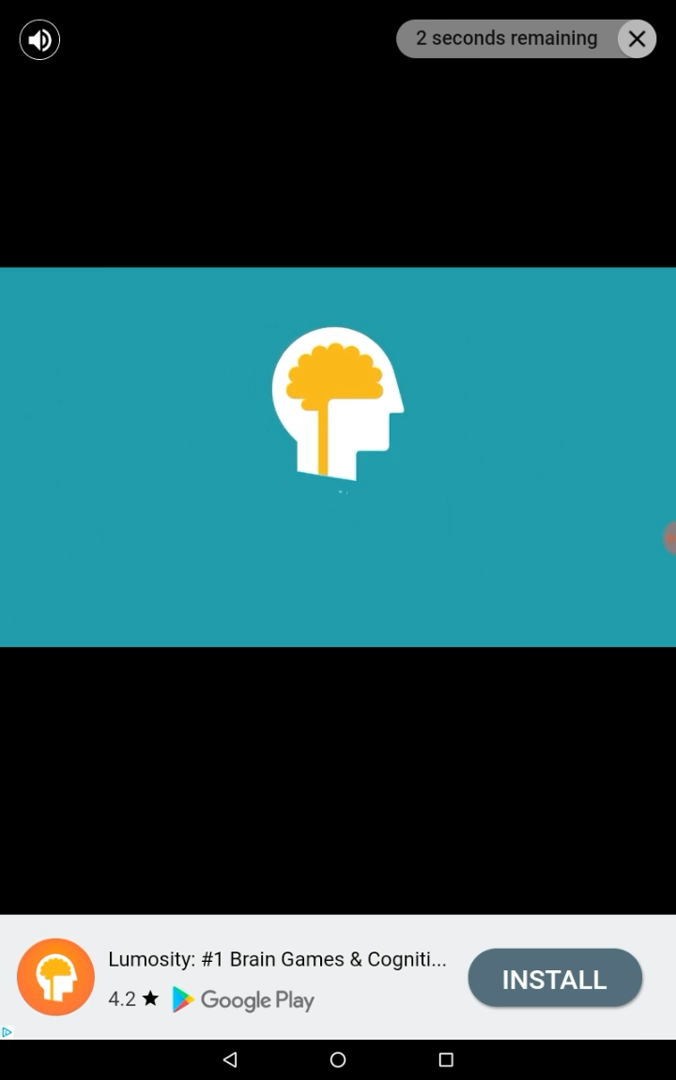 2 seconds remaining
Lumosity: #1 Brain Games & Cogniti...
4.2 ★ Google Play
INSTALL